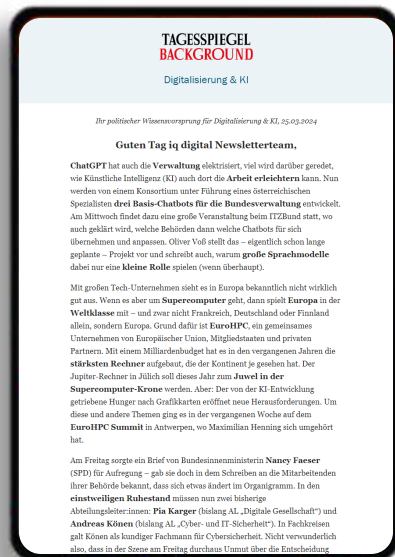 TAGESSPIEGEL
BACKGROUND
Digitalisierung & KI
Ihr politischer Wissensvorsprung für Digitalisierung & KI, 25.03.2024
Guten Tag iq digital Newsletterteam,
ChatGPT hat auch die Verwaltung elektrisiert, viel wird darüber geredet,
wie Künstliche Intelligenz (KI) auch dort die Arbeit erleichtern kann. Nun
werden von einem Konsortium unter Führung eines österreichischen
Spezialisten drei Basis-Chatbots für die Bundesverwaltung entwickelt.
Am Mittwoch findet dazu eine große Veranstaltung beim ITZBund statt, wo
auch geklärt wird, welche Behörden dann welche Chatbots für sich
übernehmen und anpassen. Oliver Voß stellt das – eigentlich schon lange
geplante – Projekt vor und schreibt auch, warum große Sprachmodelle
dabei nur eine kleine Rolle spielen (wenn überhaupt).
Mit großen Tech-Unternehmen sieht es in Europa bekanntlich nicht wirklich
gut aus. Wenn es aber um Supercomputer geht, dann spielt Europa in der
Weltklasse mit – und zwar nicht Frankreich, Deutschland oder Finnland
allein, sondern Europa. Grund dafür ist EuroHPC, ein gemeinsames
Unternehmen von Europäischer Union, Mitgliedstaaten und privaten
Partnern. Mit einem Milliardenbudget hat es in den vergangenen Jahren die
stärksten Rechner aufgebaut, die der Kontinent je gesehen hat. Der
Jupiter-Rechner in Jülich soll dieses Jahr zum Juwel in der
Supercomputer-Krone werden. Aber: Der von der KI-Entwicklung
getriebene Hunger nach Grafikkarten eröffnet neue Herausforderungen. Um
diese und andere Themen ging es in der vergangenen Woche auf dem
EuroHPC Summit in Antwerpen, wo Maximilian Henning sich umgehört
hat.
Am Freitag sorgte ein Brief von Bundesinnenministerin Nancy Faeser
(SPD) für Aufregung – gab sie doch in dem Schreiben an die Mitarbeitenden
ihrer Behörde bekannt, dass sich etwas ändert im Organigramm. In den
einstweiligen Ruhestand müssen nun zwei bisherige
Abteilungsleiter:innen: Pia Karger (bislang AL „Digitale Gesellschaft“) und
Andreas Könen (bislang AL „Cyber- und IT-Sicherheit“). In Fachkreisen
galt Könen als kundiger Fachmann für Cybersicherheit. Nicht verwunderlich
also, dass in der Szene am Freitag durchaus Unmut über die Entscheidung